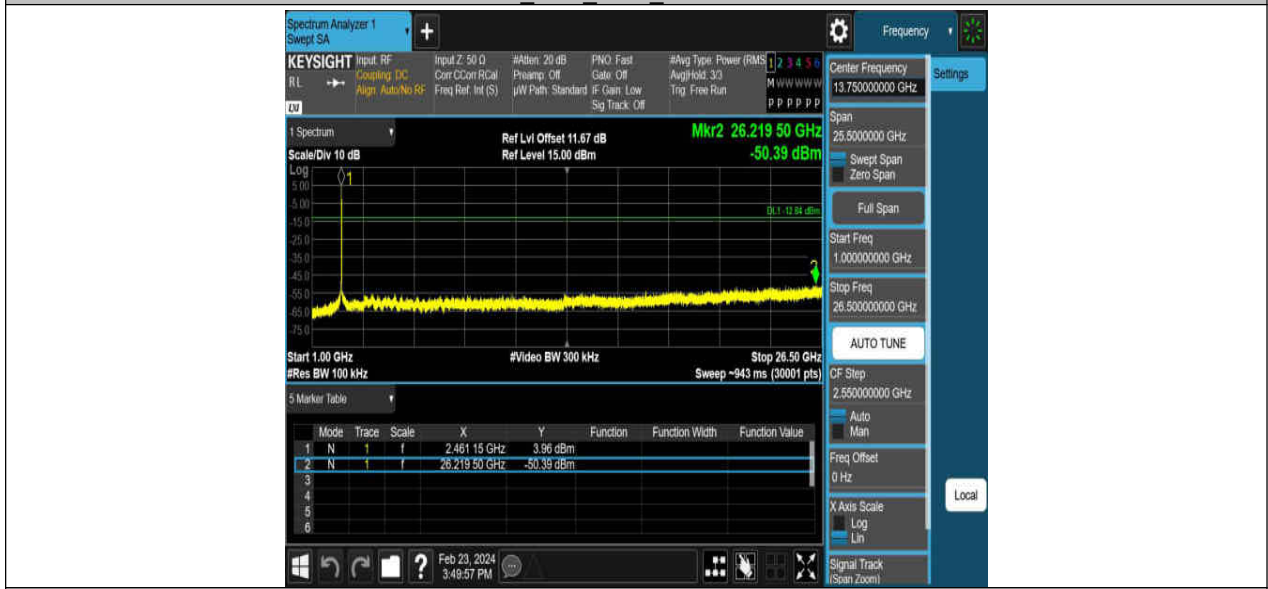 Spectrum Analyzer 1
Swept SA
+
Frequency
KEYSIGHT
RL
LXI
Input: RF
Coupling: DC
Align: Auto/No RF
Input Z: 50 Ω
Corr CCorr RCal
Freq Ref: Int (S)
#Atten: 20 dB
Preamp: Off
µW Path: Standard
PNO: Fast
Gate: Off
IF Gain: Low
Sig Track: Off
#Avg Type: Power (RMS
Avg|Hold: 3/3
Trig: Free Run
1 2 3 4 5 6
M W W W W W
P P P P P P
1 Spectrum
Scale/Div 10 dB
Ref Lvl Offset 11.67 dB
Ref Level 15.00 dBm
Mkr2 26.219 50 GHz
-50.39 dBm
Log
5.00
-5.00
-15.0
-25.0
-35.0
-45.0
-55.0
-65.0
-75.0
1
DL1 -12.84 dBm
2
Start 1.00 GHz
#Video BW 300 kHz
Stop 26.50 GHz
#Res BW 100 kHz
Sweep ~943 ms (30001 pts)
5 Marker Table
Mode Trace Scale X Y Function Function Width Function Value
1 N 1 f 2.461 15 GHz 3.96 dBm
2 N 1 f 26.219 50 GHz -50.39 dBm
3
4
5
6
?
Feb 23, 2024
3:49:57 PM
Center Frequency
13.750000000 GHz
Settings
Span
25.5000000 GHz
Swept Span
Zero Span
Full Span
Start Freq
1.000000000 GHz
Stop Freq
26.500000000 GHz
AUTO TUNE
CF Step
2.550000000 GHz
Auto
Man
Freq Offset
0 Hz
Local
X Axis Scale
Log
Lin
Signal Track
(Span Zoom)